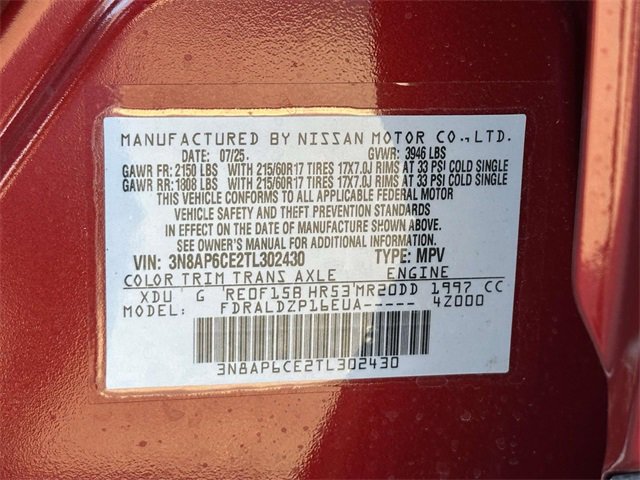 MANUFACTURED BY NISSAN MOTOR CO.,LTD.
DATE: 07/25. GVWR: 3946 LBS
GAWR FR: 2150 LBS WITH 215/60R17 TIRES 17X7.0J RIMS AT 33 PSI COLD SINGLE
GAWR RR: 1808 LBS WITH 215/60R17 TIRES 17X7.0J RIMS AT 33 PSI COLD SINGLE
THIS VEHICLE CONFORMS TO ALL APPLICABLE FEDERAL MOTOR
VEHICLE SAFETY AND THEFT PREVENTION STANDARDS
IN EFFECT ON THE DATE OF MANUFACTURE SHOWN ABOVE.
SEE OWNER'S MANUAL FOR ADDITIONAL INFORMATION.
VIN: 3N8AP6CE2TL302430 TYPE: MPV
COLOR TRIM TRANS AXLE ENGINE
XDU G RE0F15B HR53 MR20DD 1997 CC
MODEL: FDRALDZP16EUA----- 4Z000
3N8AP6CE2TL302430